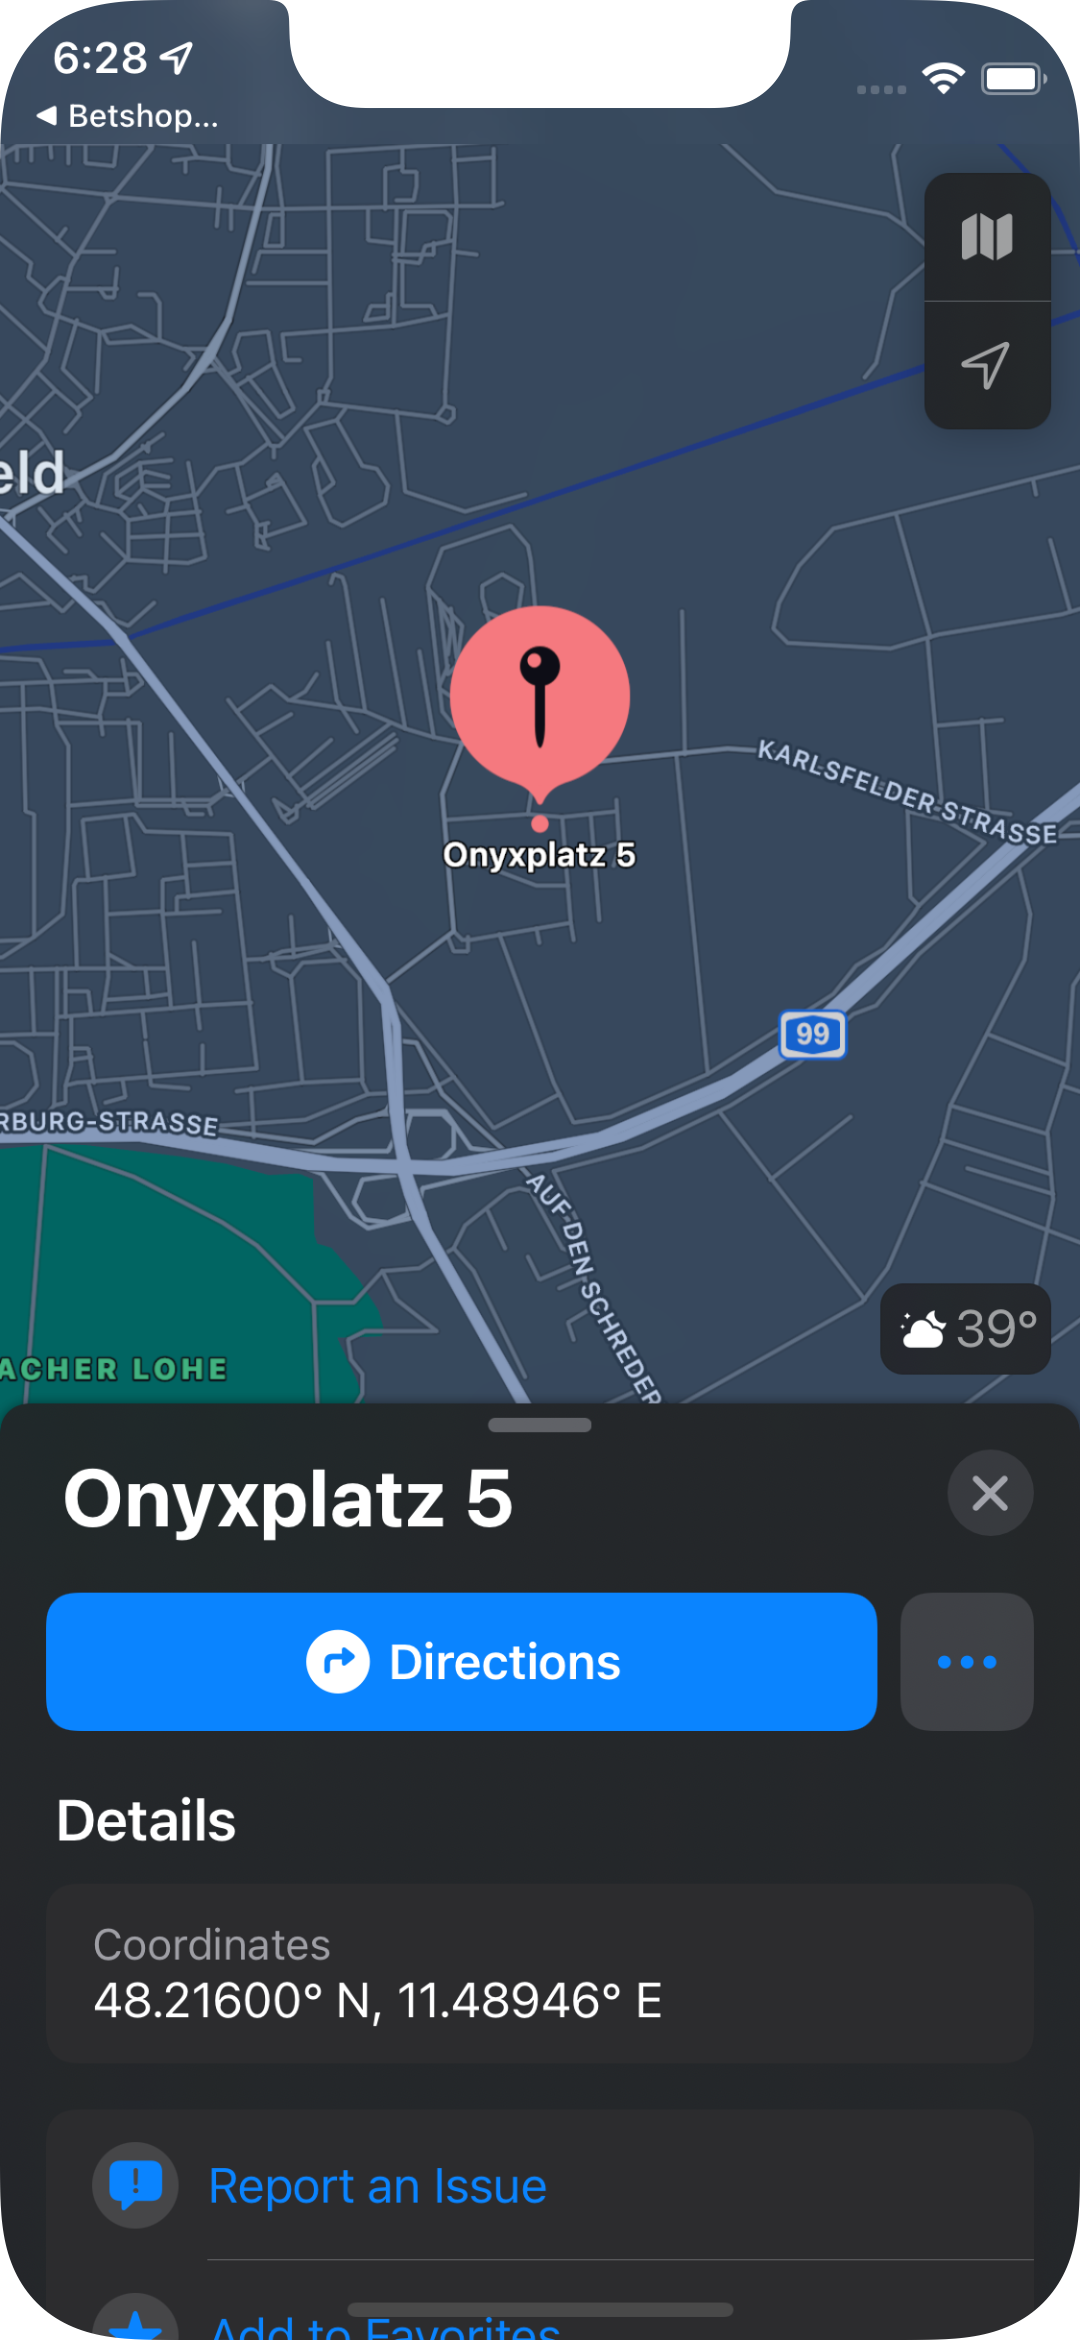 6:28
◀ Betshop...
eld
KARLSFELDER STRASSE
Onyxplatz 5
99
RBURG-STRASSE
AUF DEN SCHREDER
39°
ACHER LOHE
Onyxplatz 5
Directions
Details
Coordinates
48.21600° N, 11.48946° E
Report an Issue
Add to Favorites